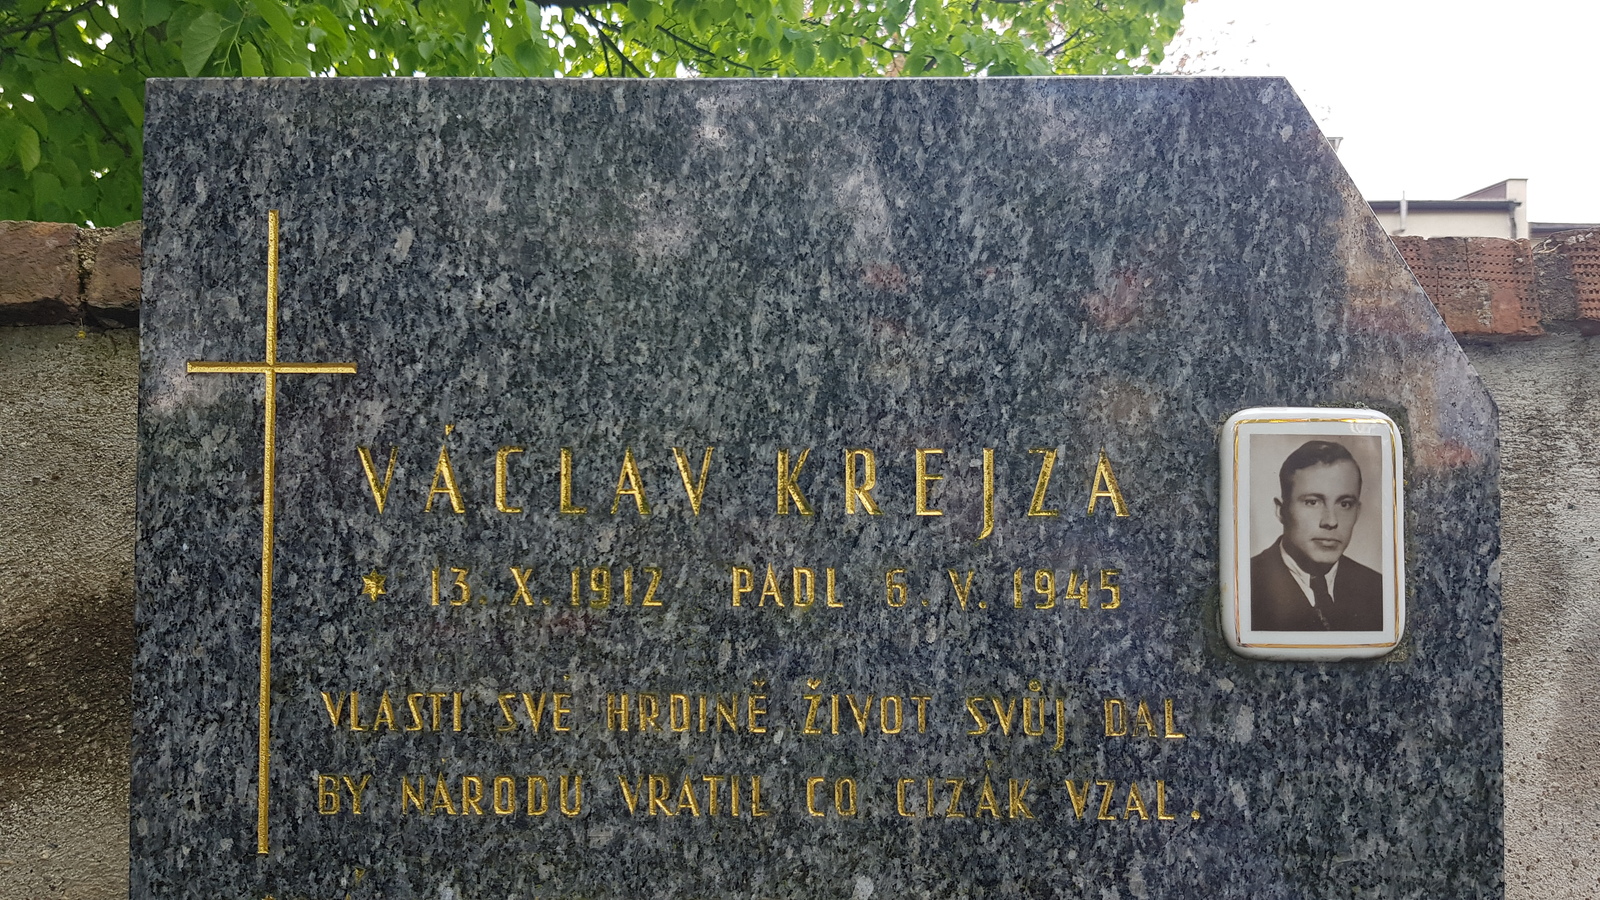 VÁCLAV KREJZA
* 13. X. 1912 PADL 6. V. 1945
VLASTI SVÉ HRDINĚ ŽIVOT SVŮJ DAL
BY NÁRODU VRÁTIL CO CIZÁK VZAL.